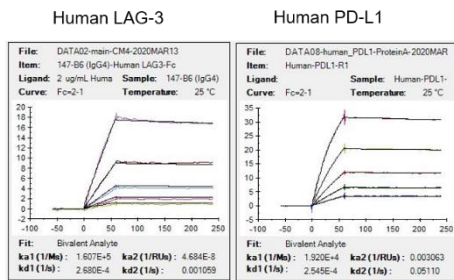 Human LAG-3
File: DATA02-main-CM4-2020MAR13
Item: 147-B6 (IgG4)-Human LAG3-Fc
Ligand: 2 ug/mL Huma Sample: 147-B6 (IgG4)
Curve: Fc=2-1 Temperature: 25 °C
20
18
16
14
12
10
8
6
4
2
0
-2
-100 -50 0 50 100 150 200 250
Fit: Bivalent Analyte
ka1 (1/Ms) : 1.607E+5 ka2 (1/RUs) : 4.684E-8
kd1 (1/s) : 2.680E-4 kd2 (1/s) : 0.001059
Human PD-L1
File: DATA08-human_PDL1-ProteinA-2020MAR
Item: Human-PDL1-R1
Ligand: Sample: Human-PDL1-
Curve: Fc=2-1 Temperature: 25 °C
35
30
25
20
15
10
5
0
-5
-100 -50 0 50 100 150 200 250
Fit: Bivalent Analyte
ka1 (1/Ms) : 1.920E+4 ka2 (1/RUs) : 0.003063
kd1 (1/s) : 2.545E-4 kd2 (1/s) : 0.05110